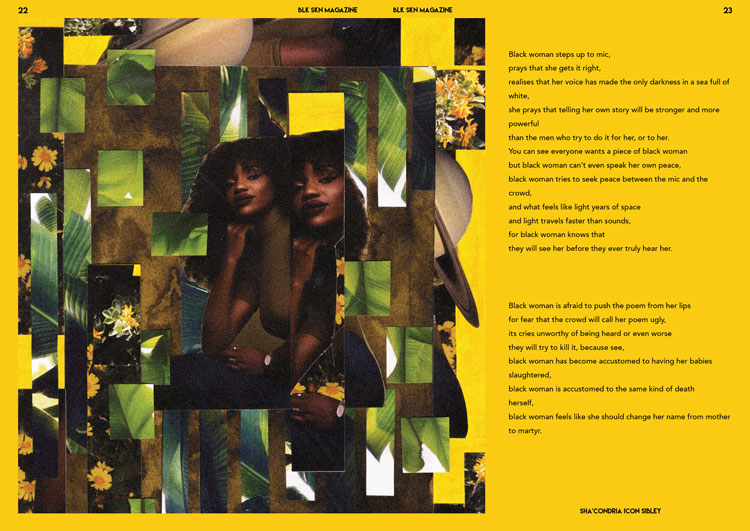 22
BLK SKN MAGAZINE
BLK SKN MAGAZINE
23
Black woman steps up to mic,
prays that she gets it right,
realises that her voice has made the only darkness in a sea full of
white,
she prays that telling her own story will be stronger and more
powerful
than the men who try to do it for her, or to her.
You can see everyone wants a piece of black woman
but black woman can't even speak her own peace,
black woman tries to seek peace between the mic and the
crowd,
and what feels like light years of space
and light travels faster than sounds,
for black woman knows that
they will see her before they ever truly hear her.
Black woman is afraid to push the poem from her lips
for fear that the crowd will call her poem ugly,
its cries unworthy of being heard or even worse
they will try to kill it, because see,
black woman has become accustomed to having her babies
slaughtered,
black woman is accustomed to the same kind of death
herself,
black woman feels like she should change her name from mother
to martyr.
SHA'CONDRIA ICON SIBLEY